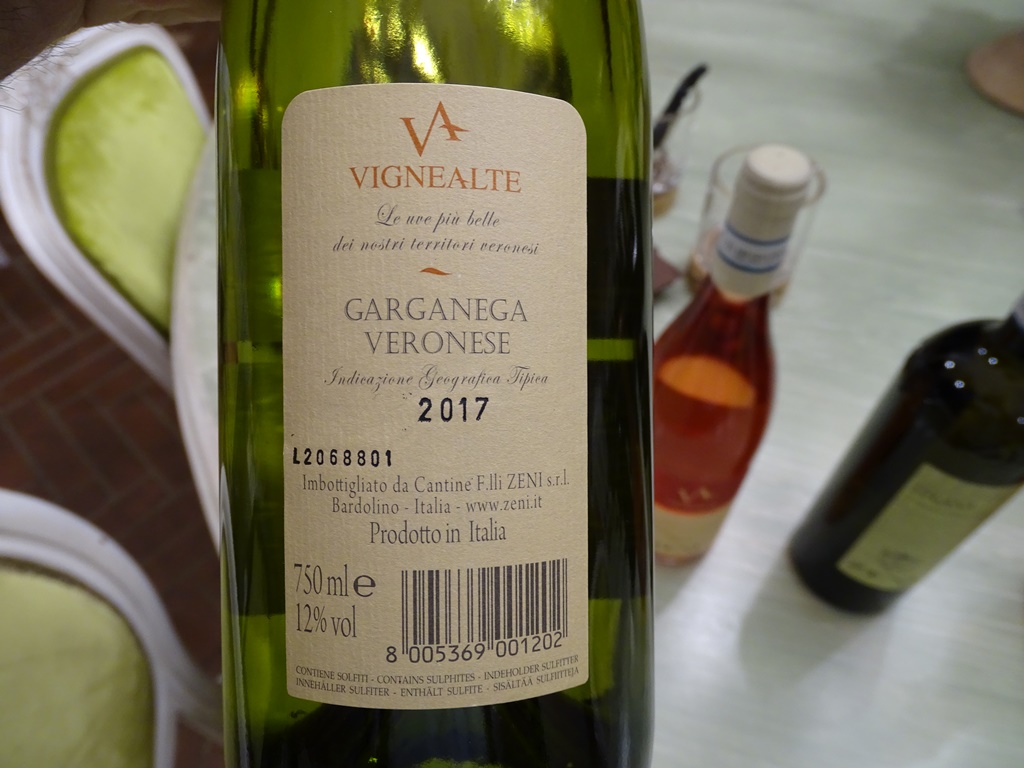 VA
VIGNEALTE
Le uve più belle
dei nostri territori veronesi
GARGANEGA
VERONESE
Indicazione Geografica Tipica
2017
L2068801
Imbottigliato da Cantine F.lli ZENI s.r.l.
Bardolino - Italia - www.zeni.it
Prodotto in Italia
750 ml e
12% vol
8 005369 001202
CONTIENE SOLFITI - CONTAINS SULPHITES - INDEHOLDER SULFITTER
INNEHÅLLER SULFITER - ENTHÄLT SULFITE - SISÄLTÄÄ SULFIITTEJA